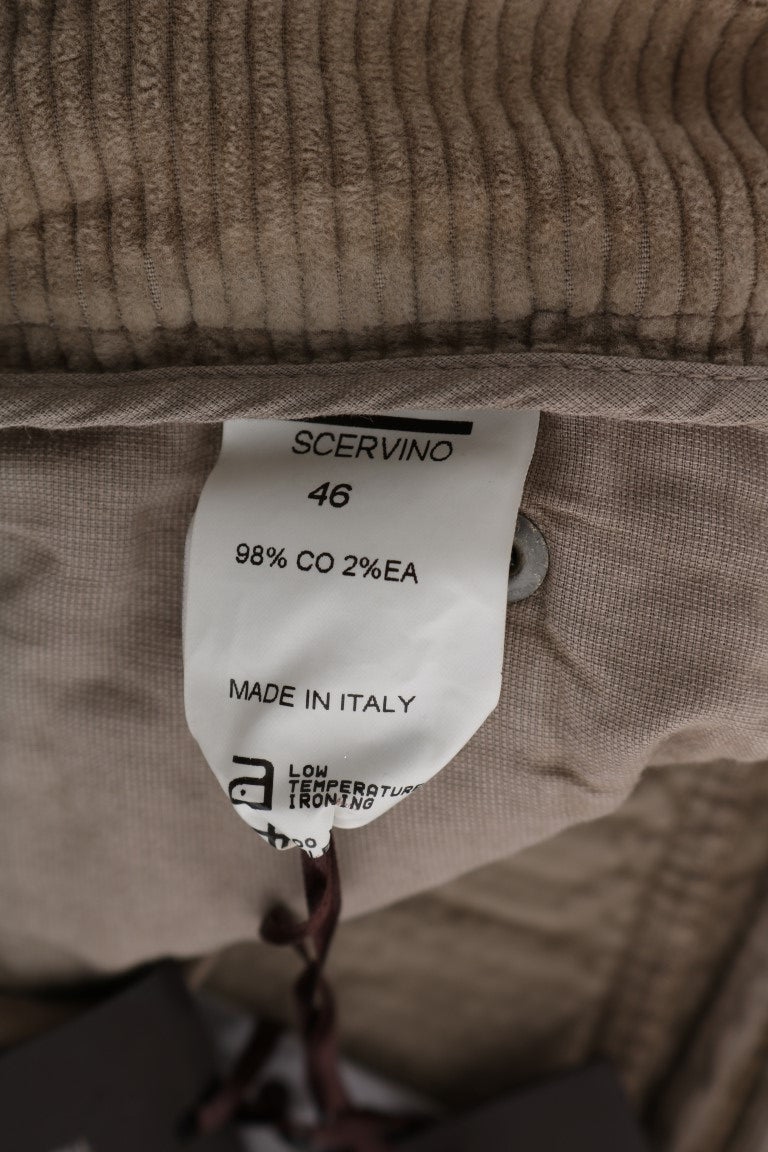 SCERVINO
46
98% CO 2%EA
MADE IN ITALY
LOW
TEMPERATURE
IRONING